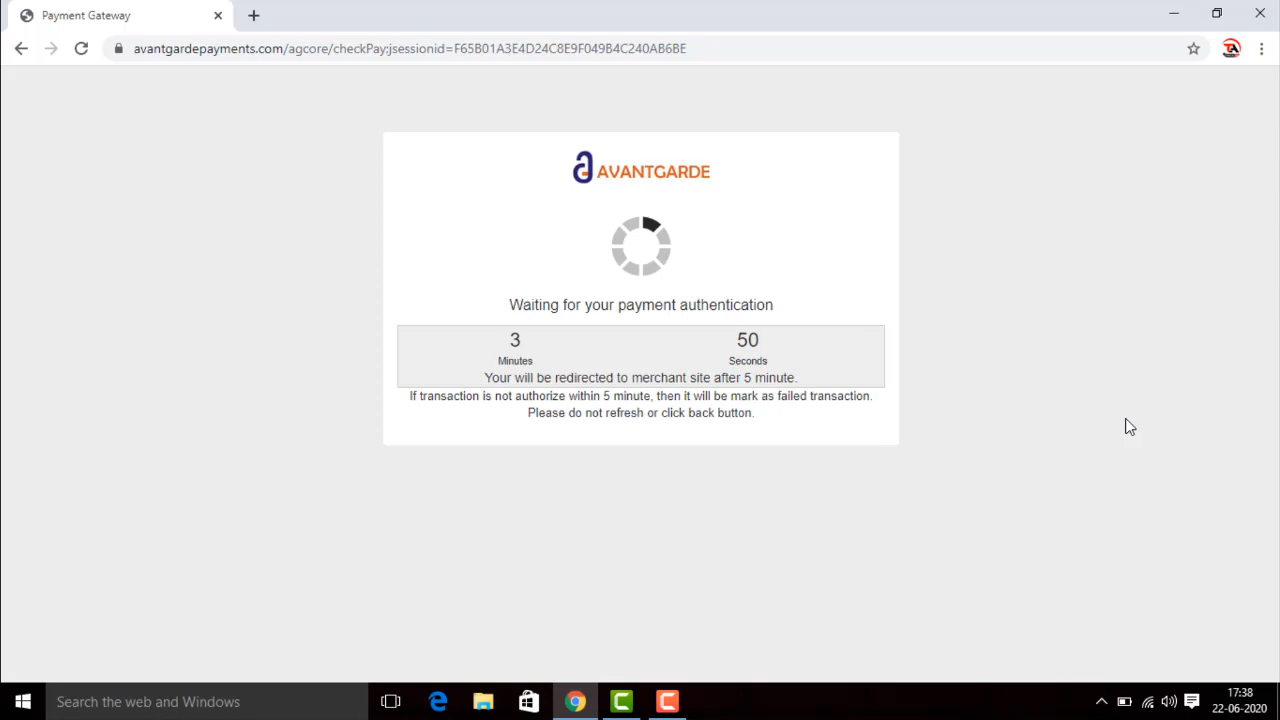 Payment Gateway
avantgardepayments.com/agcore/checkPay;jsessionid=F65B01A3E4D24C8E9F049B4C240AB6BE
AVANTGARDE
Waiting for your payment authentication
3 50
Minutes Seconds
Your will be redirected to merchant site after 5 minute.
If transaction is not authorize within 5 minute, then it will be mark as failed transaction.
Please do not refresh or click back button.
Search the web and Windows
17:38
22-06-2020